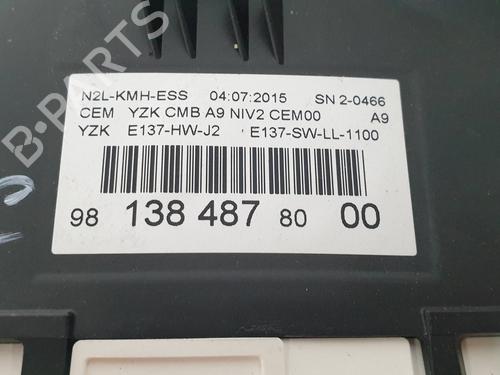 N2L-KMH-ESS 04:07:2015 SN 2-0466
CEM YZK CMB A9 NIV2 CEM00 A9
YZK E137-HW-J2 E137-SW-LL-1100
98 138 487 80 00
B-PARTS